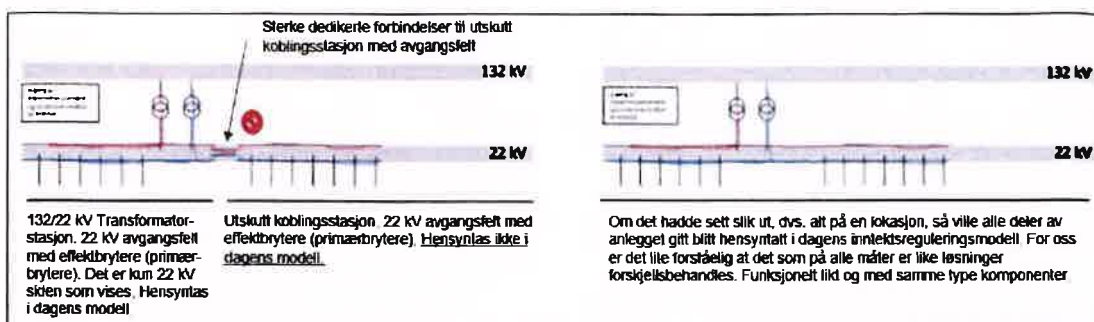 Sterke dedikerte forbindelser til utskutt
koblingsstasjon med avgangsfelt
132 kV
22 kV
132/22 kV Transformator-
stasjon. 22 kV avgangsfelt
med effektbrytere (primær-
brytere). Det er kun 22 kV
siden som vises. Hensyntas
i dagens modell
Utskutt koblingsstasjon. 22 kV avgangsfelt med
effektbrytere (primærbrytere). Hensyntas ikke i
dagens modell.
132 kV
22 kV
Om det hadde sett slik ut, dvs. alt på en lokasjon, så ville alle deler av
anlegget gitt blitt hensyntatt i dagens inntektsreguleringsmodell. For oss
er det lite forståelig at det som på alle måter er like løsninger
forskjellsbehandles. Funksjonelt likt og med samme type komponenter